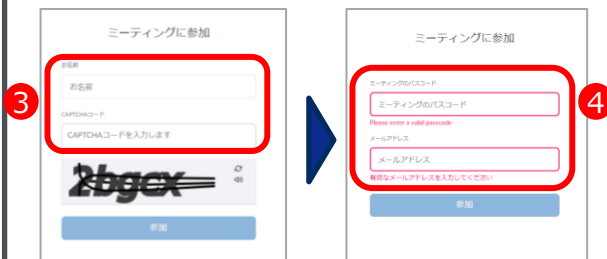 ミーティングに参加
お名前
お名前
CAPTCHAコード
CAPTCHAコードを入力します
2bgcx
参加
3
ミーティングに参加
ミーティングのパスコード
ミーティングのパスコード
Please enter a valid passcode
メールアドレス
メールアドレス
有効なメールアドレスを入力してください
参加
4